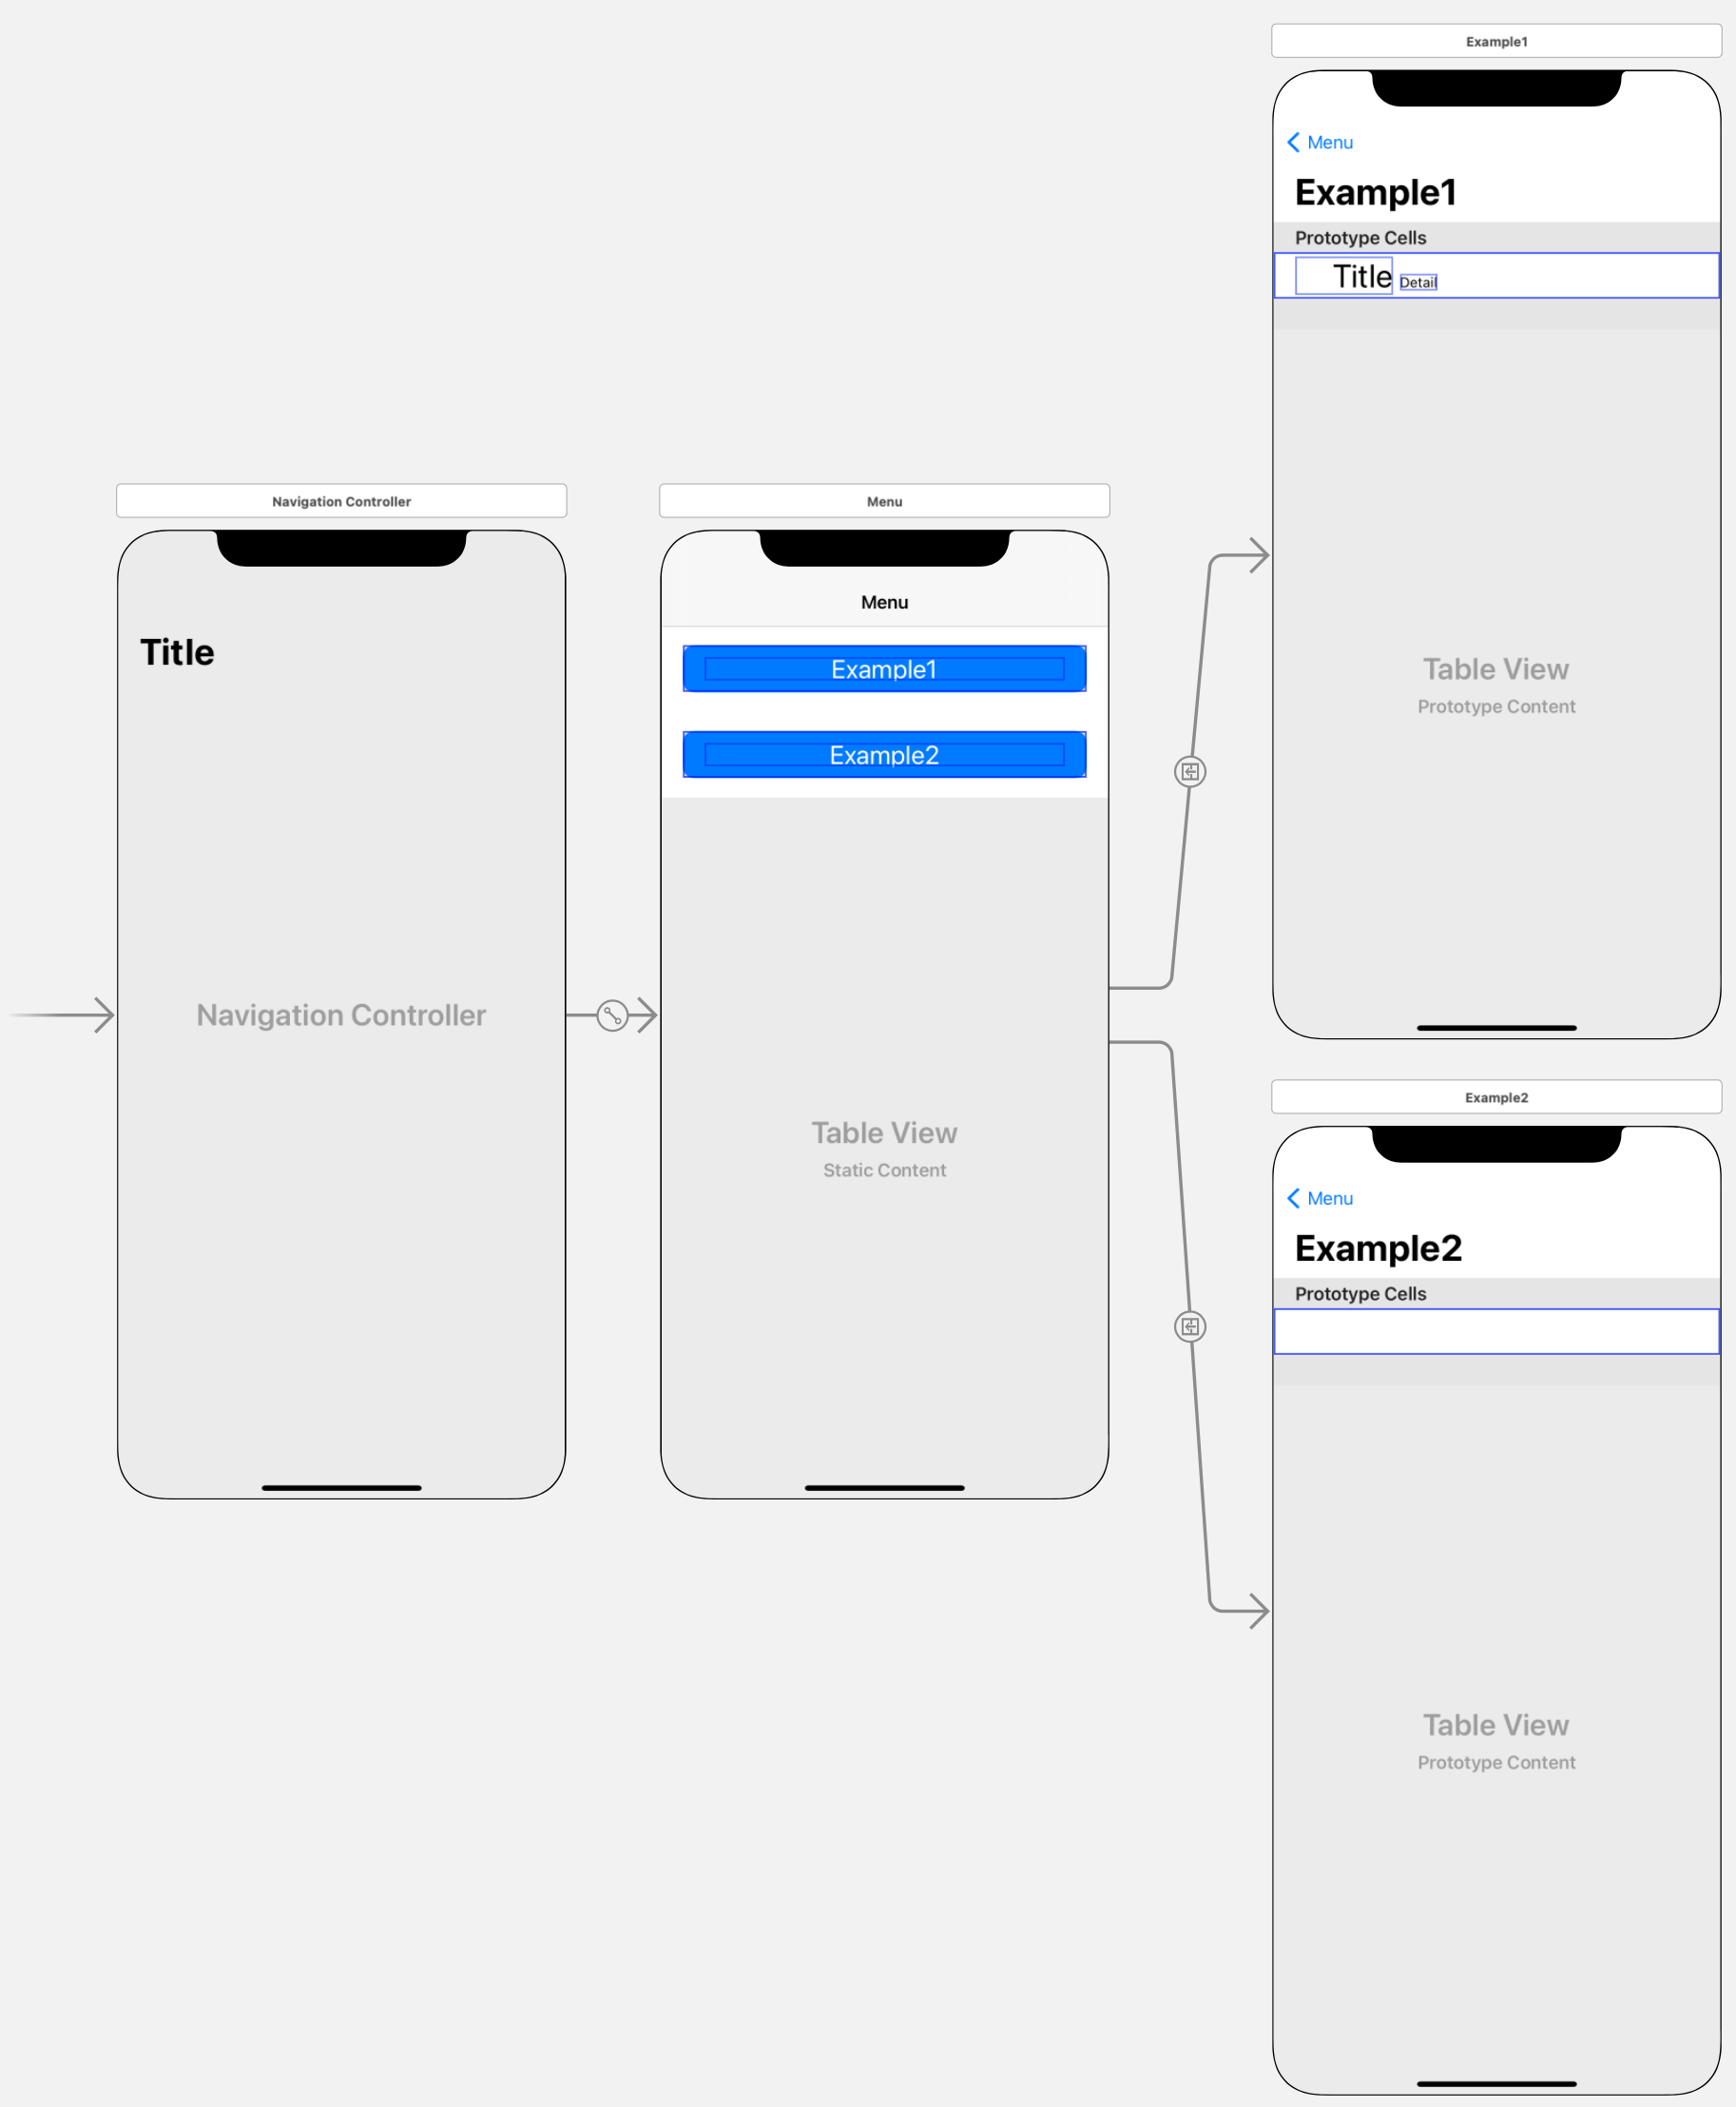 Navigation Controller
Title
Navigation Controller
Menu
Menu
Example1
Example2
Table View
Static Content
Example1
Menu
Example1
Prototype Cells
Title Detail
Table View
Prototype Content
Example2
Menu
Example2
Prototype Cells
Table View
Prototype Content